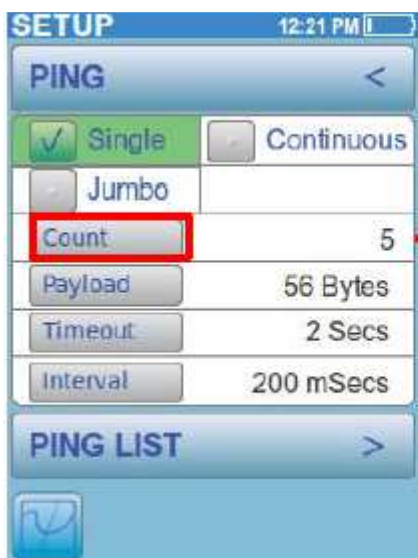 SETUP 12:21 PM
PING <
Single Continuous
Jumbo
Count 5
Payload 56 Bytes
Timeout 2 Secs
Interval 200 mSecs
PING LIST >